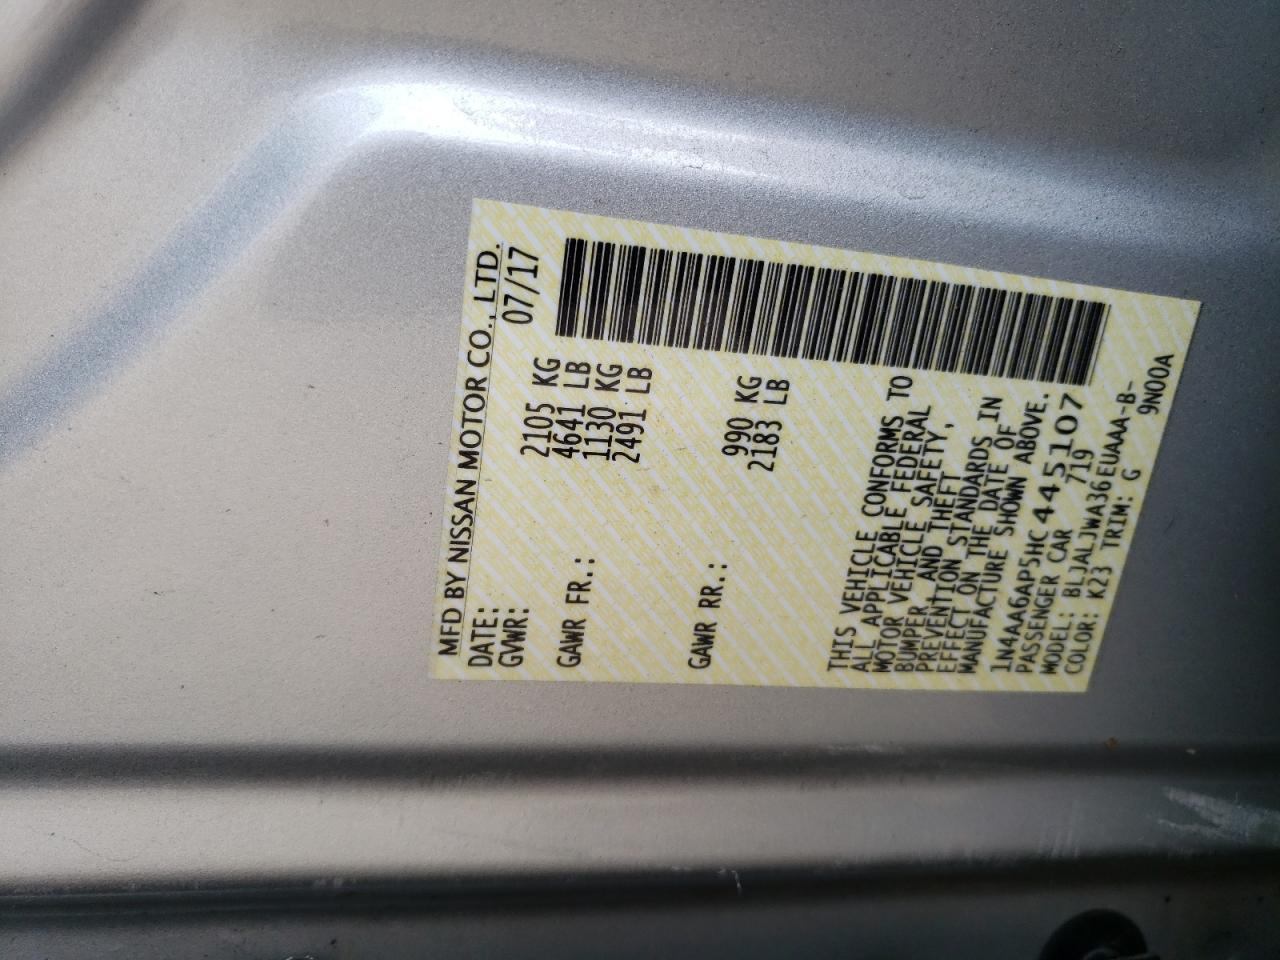 MFD BY NISSAN MOTOR CO., LTD.
DATE: 07/17
GVWR: 2105 KG
4641 LB
GAWR FR.: 1130 KG
2491 LB
GAWR RR.: 990 KG
2183 LB
THIS VEHICLE CONFORMS TO
ALL APPLICABLE FEDERAL
MOTOR VEHICLE SAFETY,
BUMPER AND THEFT
PREVENTION STANDARDS IN
EFFECT ON THE DATE OF
MANUFACTURE SHOWN ABOVE.
1N4AA6AP5HC445107
PASSENGER CAR 719
MODEL: BLJALJWA36EUAAA-B-
COLOR: K23 TRIM: G 9N00A